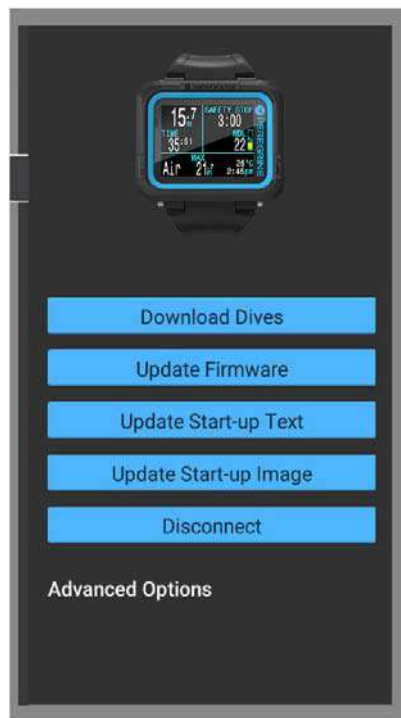 15.7
m
SAFETY STOP
3:00
TIME
35:51
NDL
22
MAX
Air
21.7
m
26°C
2:45pm
PEREGRINE
Download Dives
Update Firmware
Update Start-up Text
Update Start-up Image
Disconnect
Advanced Options